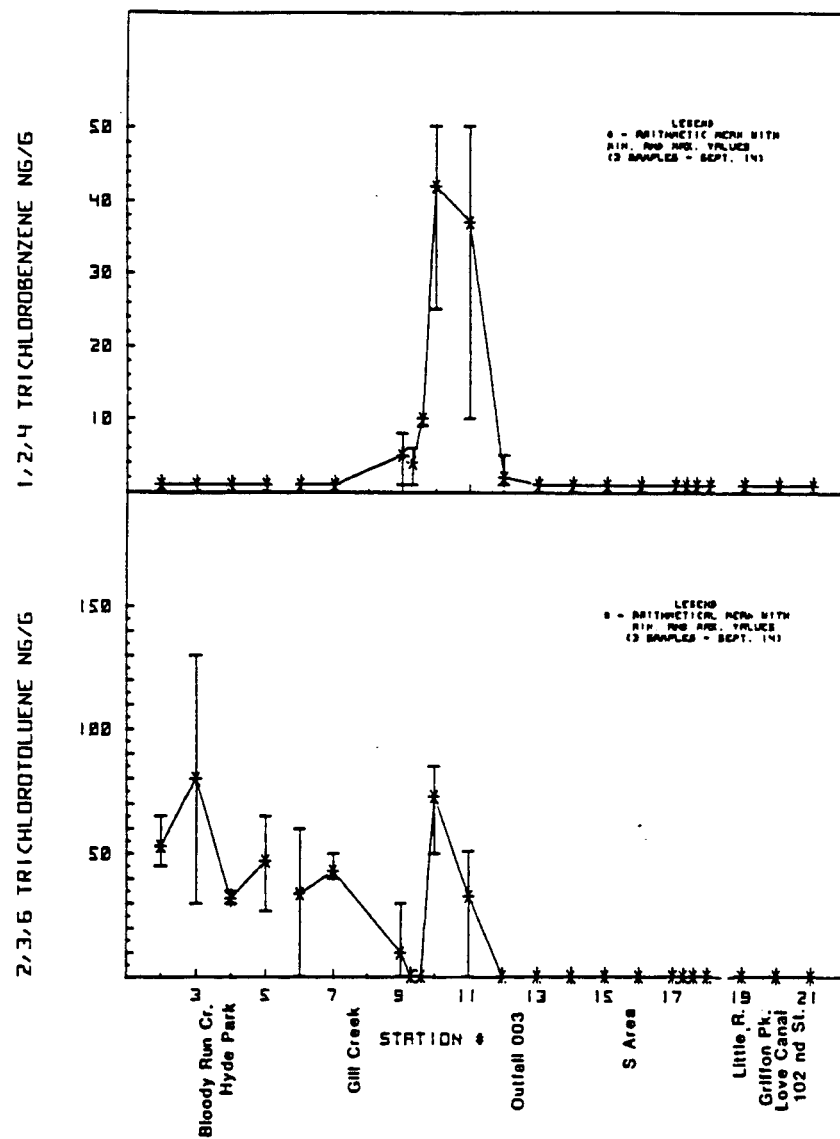 1/2/4 TRICHLOROBENZENE NG/G
50
40
30
20
10
LEGEND
* - ARITHMETIC MEAN WITH
MIN. AND MAX. VALUES
(3 SAMPLES - SEPT. 14)
2/3/6 TRICHLOROTOLUENE NG/G
150
100
50
LEGEND
* - ARITHMETICAL MEAN WITH
MIN. AND MAX. VALUES
(3 SAMPLES - SEPT. 14)
3 5 7 9 11 13 15 17 19 21
STATION #
Bloody Run Cr.
Hyde Park
Gill Creek
Outfall 003
S Area
Little R.
Griffon Pk.
Love Canal
102 nd St.